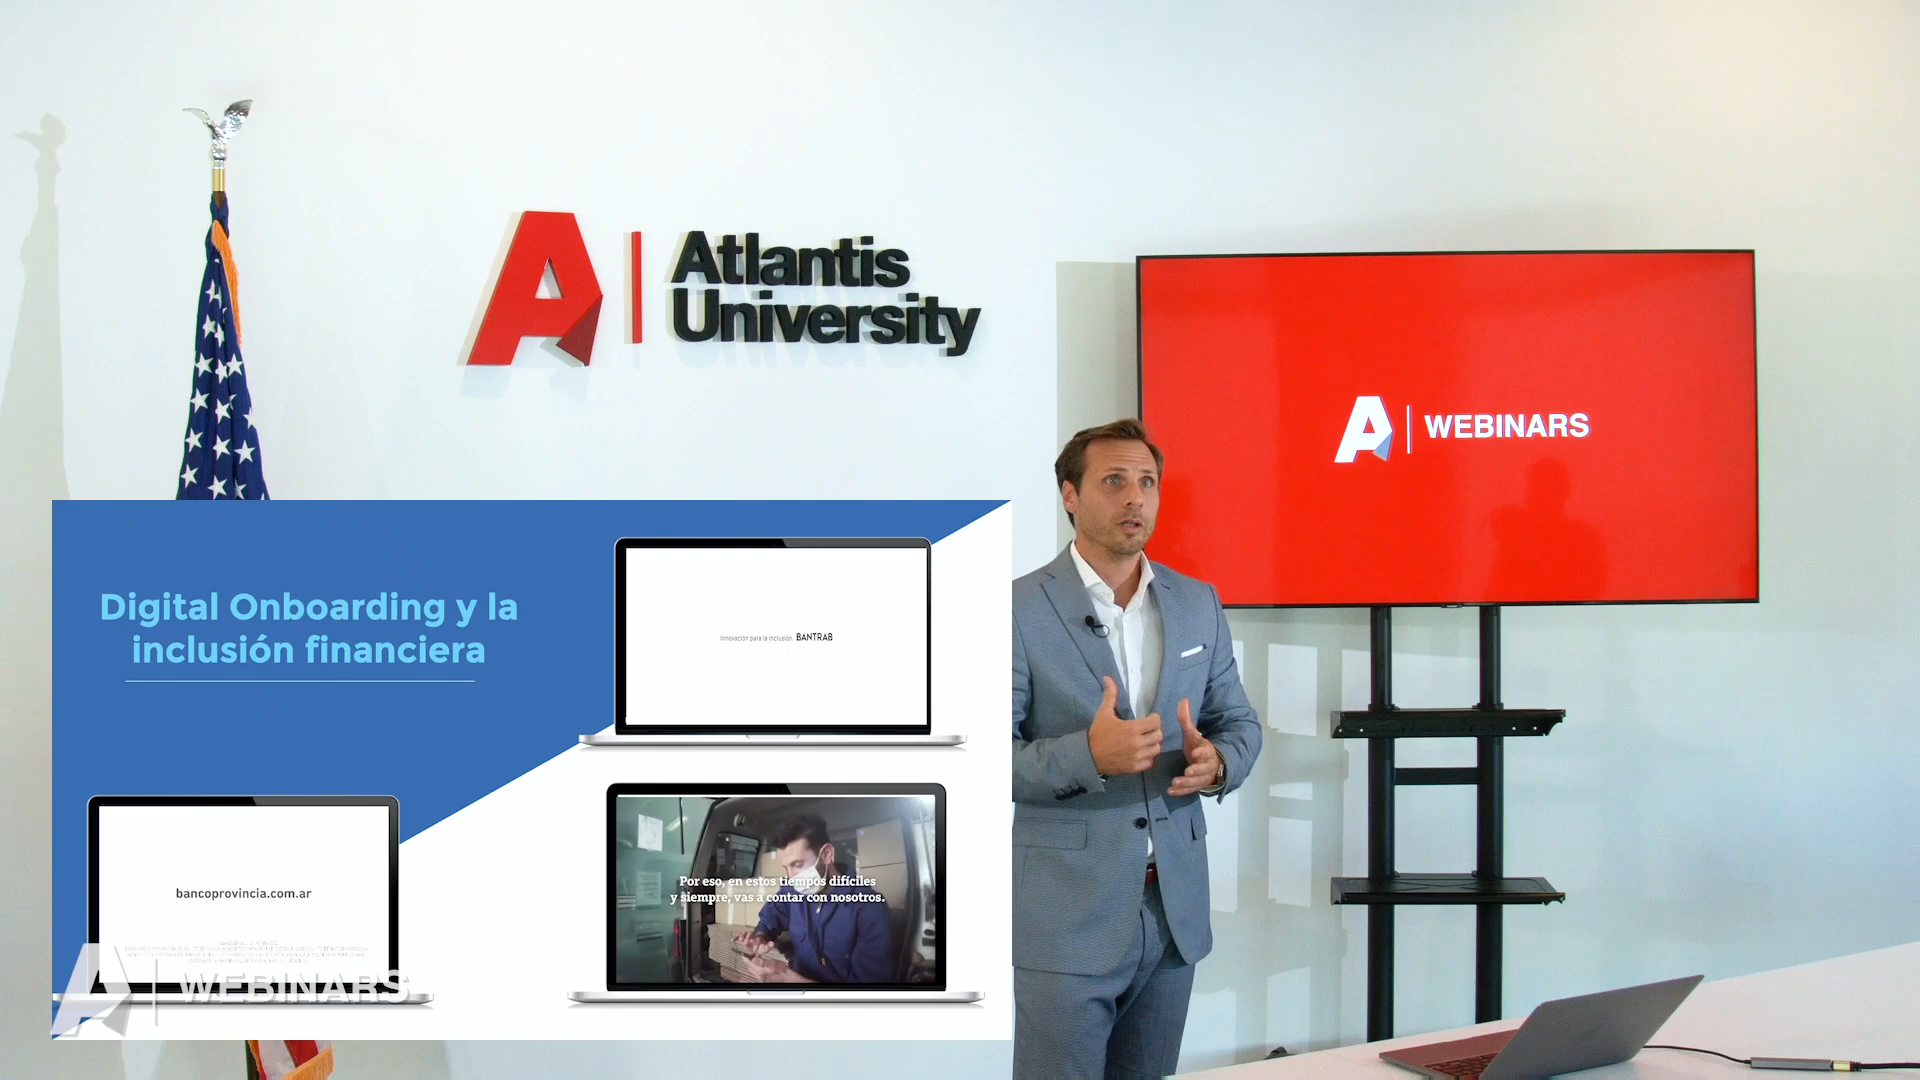 Atlantis
University
WEBINARS
Digital Onboarding y la
inclusión financiera
Innovación para la inclusión. BANTRAB
bancoprovincia.com.ar
Por eso, en estos tiempos difíciles
y siempre, vas a contar con nosotros.
WEBINARS